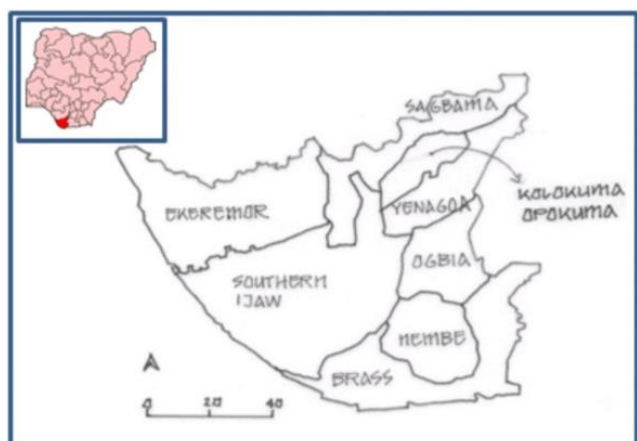 SAGBAMA
KOLOKUMA
OPOKUMA
EKEREMOR
YENAGOA
OGBIA
SOUTHERN
IJAW
NEMBE
BRASS
0 20 40